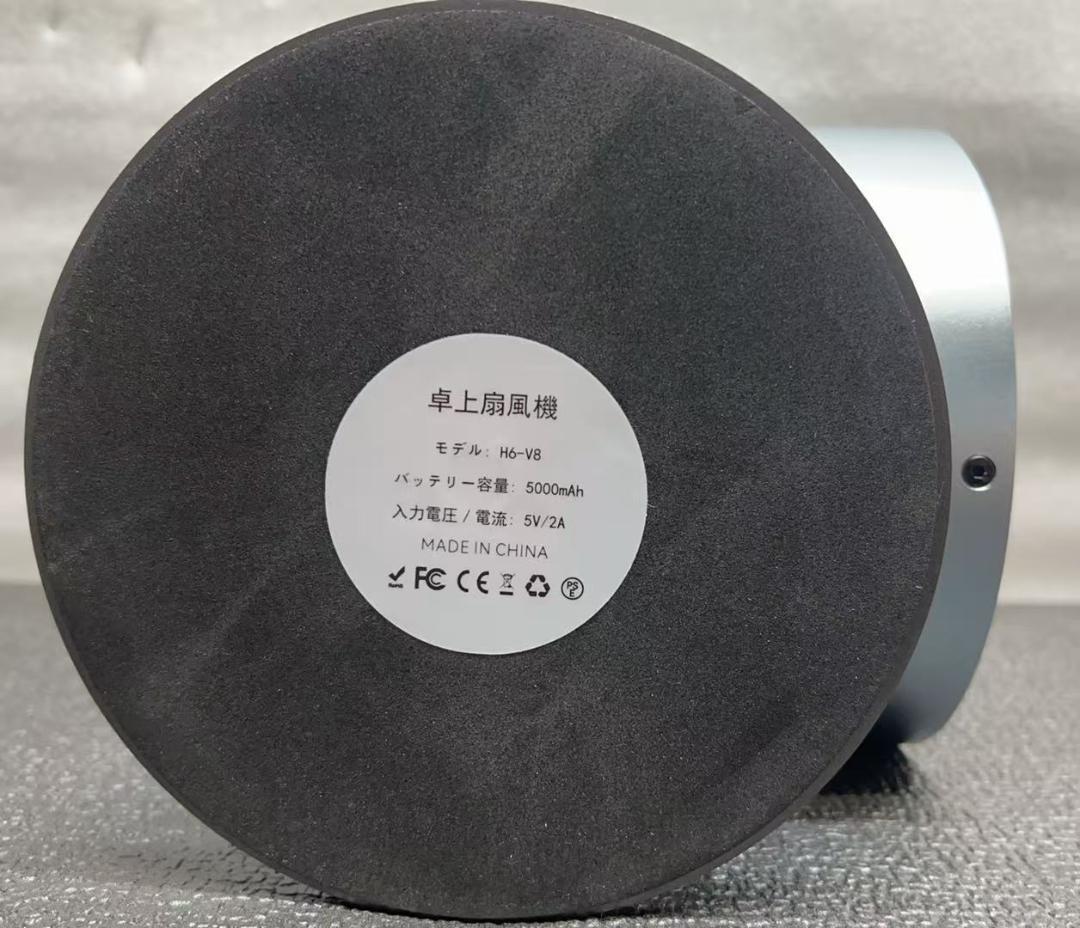 卓上扇風機
モデル: H6-V8
バッテリー容量: 5000mAh
入力電圧 / 電流: 5V/2A
MADE IN CHINA
FC CE PSE